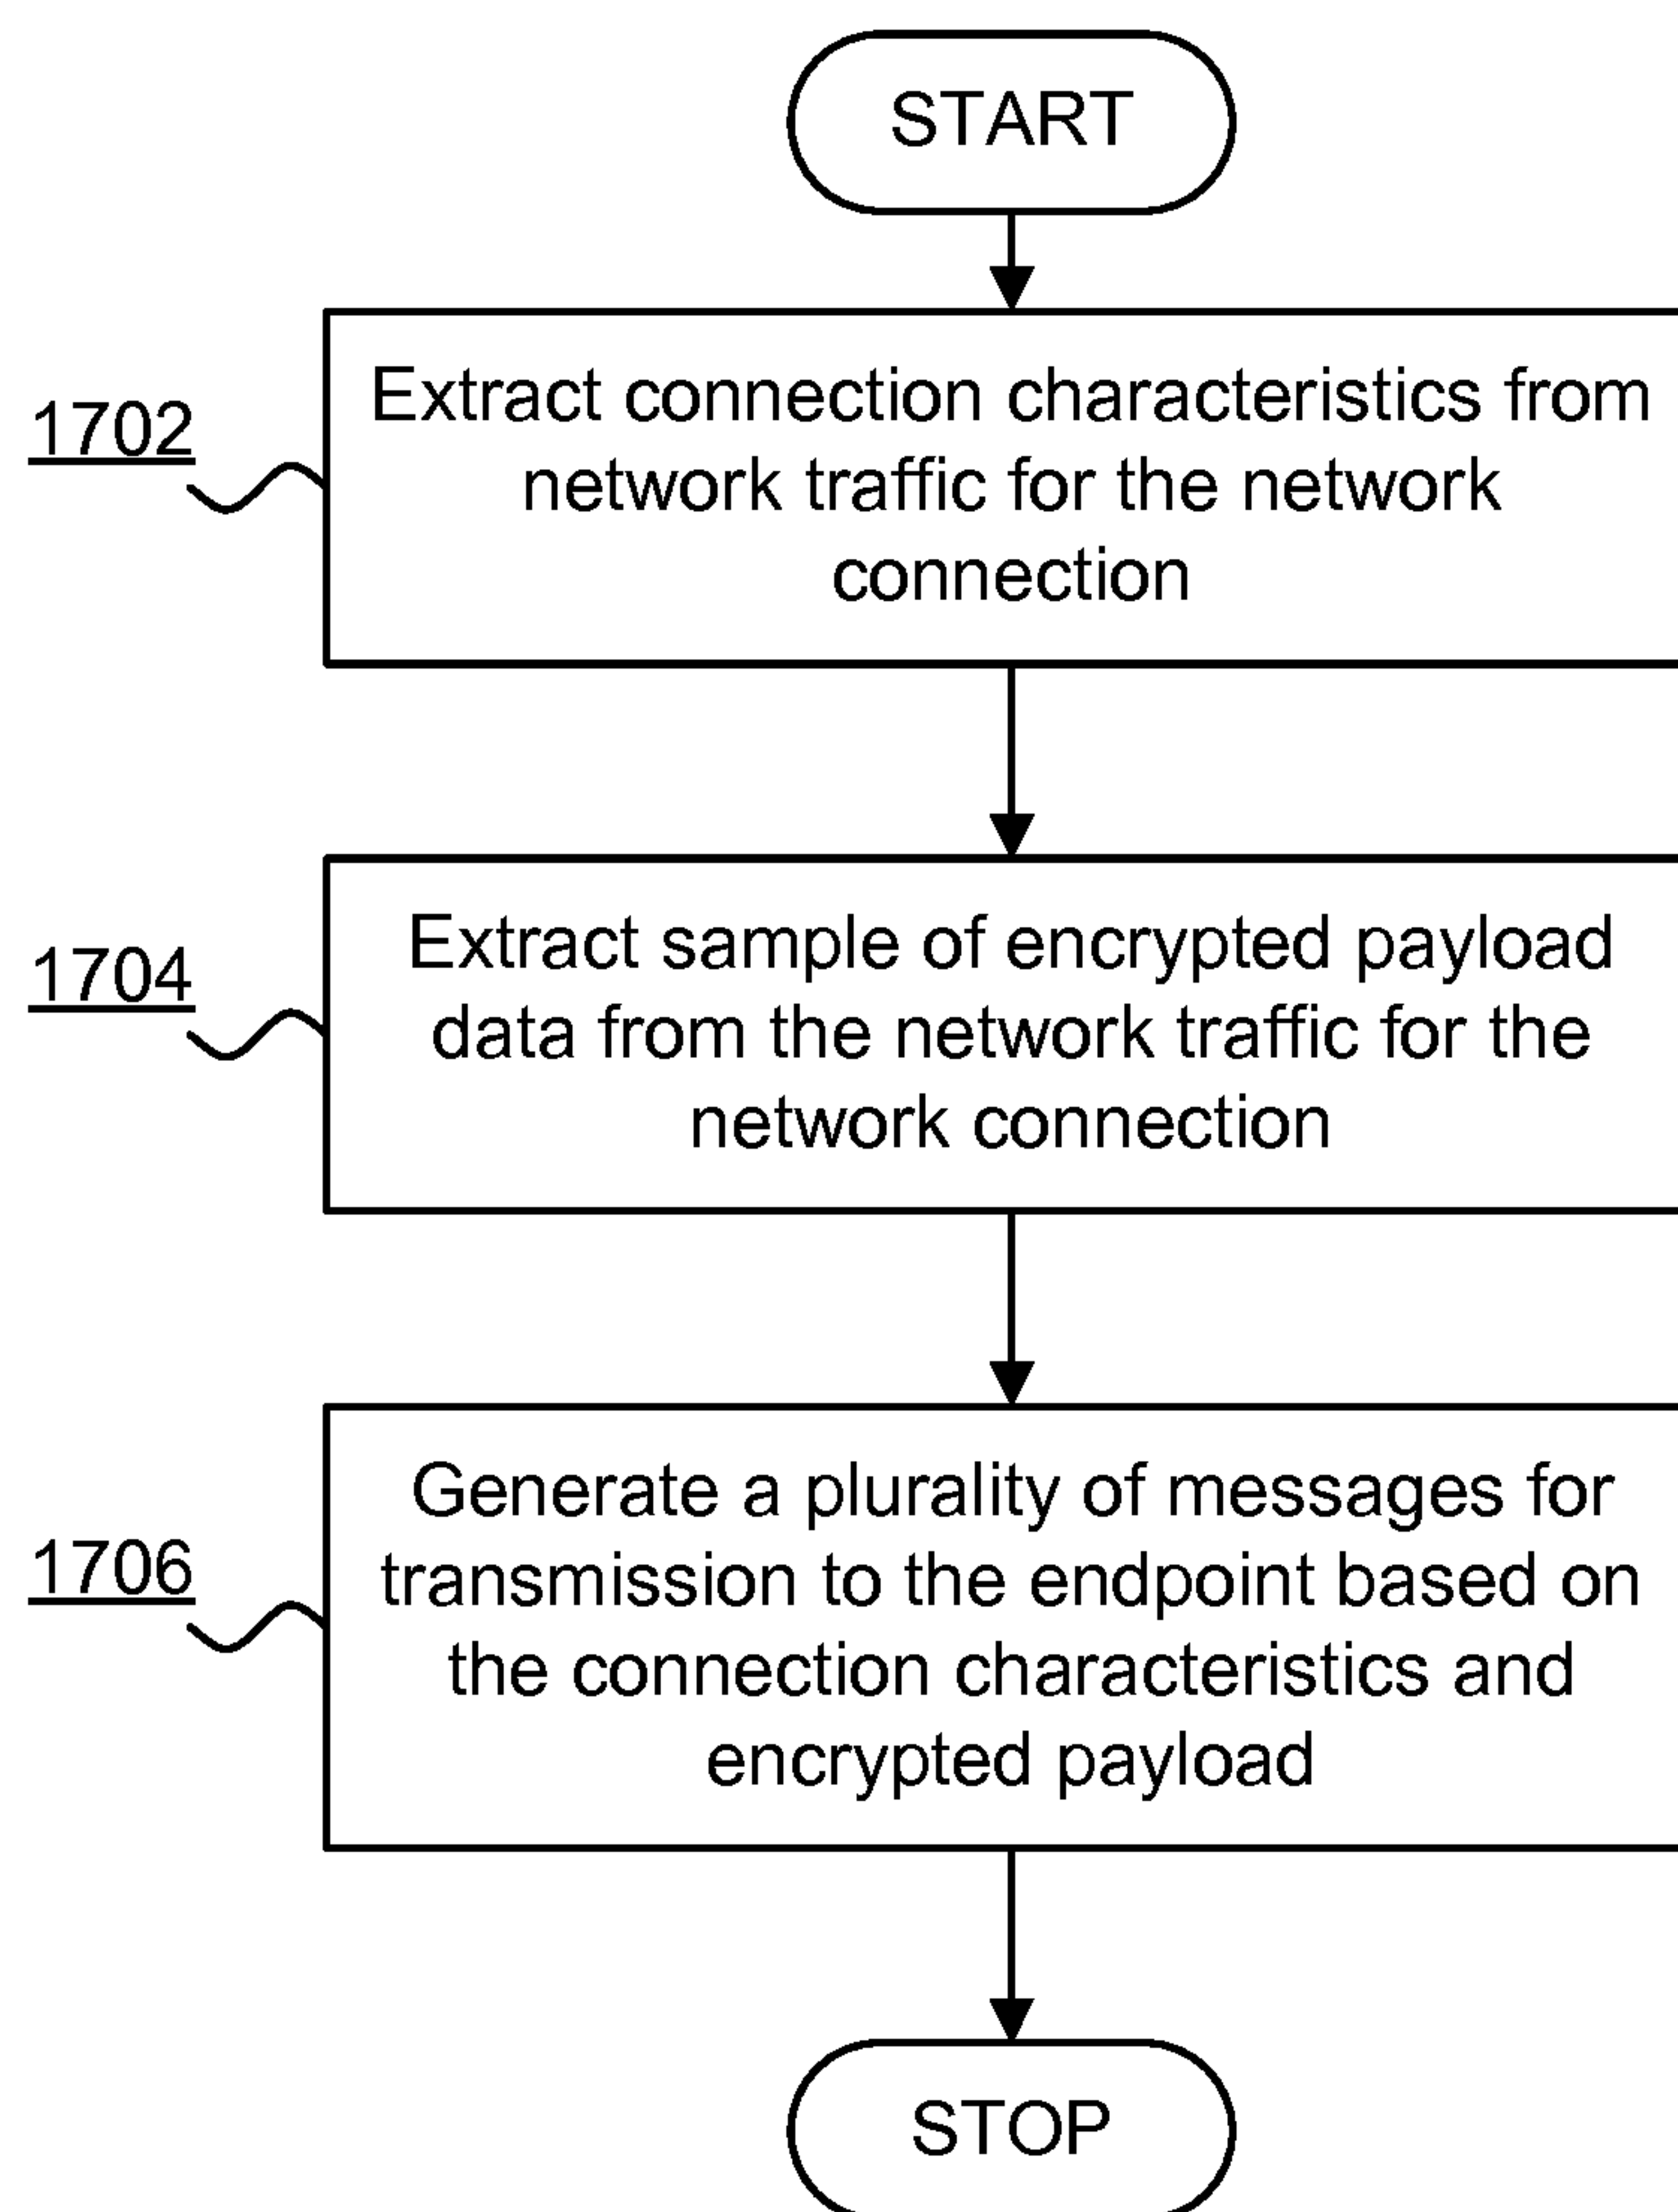 START
1702
Extract connection characteristics from
network traffic for the network
connection
1704
Extract sample of encrypted payload
data from the network traffic for the
network connection
1706
Generate a plurality of messages for
transmission to the endpoint based on
the connection characteristics and
encrypted payload
STOP